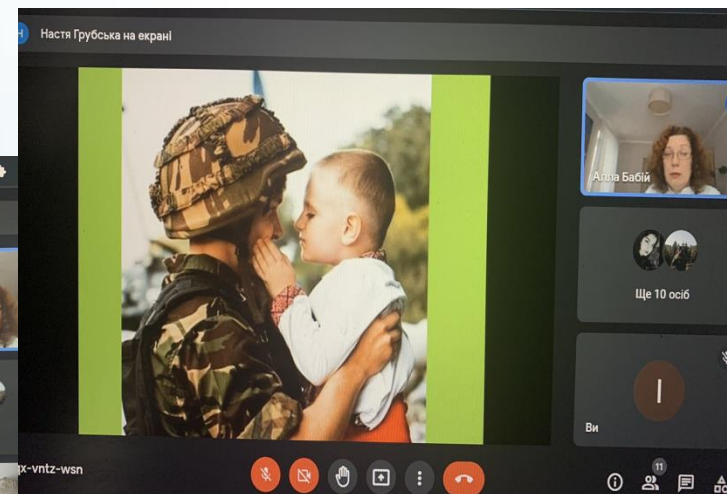 Н
Настя Грубська на екрані
Алла Бабій
Ще 10 осіб
І
Ви
x-vntz-wsn
11